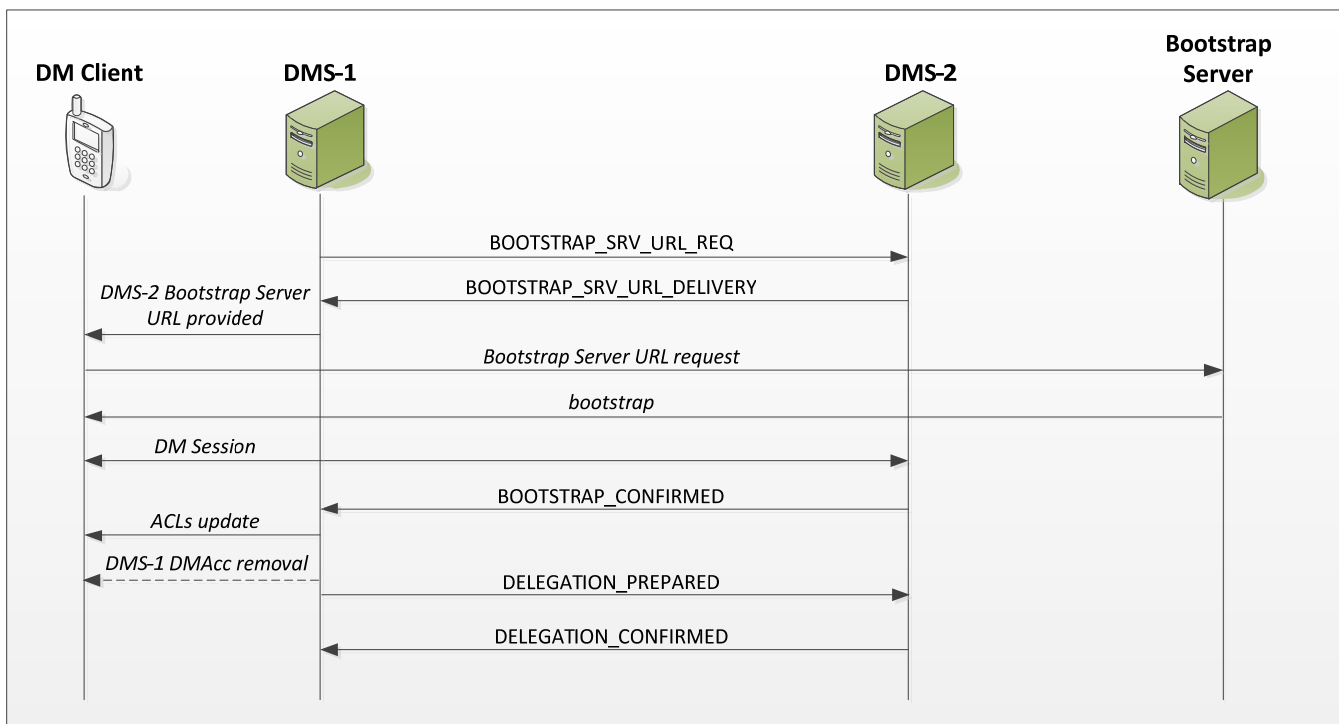 Bootstrap
Server
DM Client
DMS-1
DMS-2
BOOTSTRAP_SRV_URL_REQ
BOOTSTRAP_SRV_URL_DELIVERY
DMS-2 Bootstrap Server
URL provided
Bootstrap Server URL request
bootstrap
DM Session
BOOTSTRAP_CONFIRMED
ACLs update
DMS-1 DMAcc removal
DELEGATION_PREPARED
DELEGATION_CONFIRMED